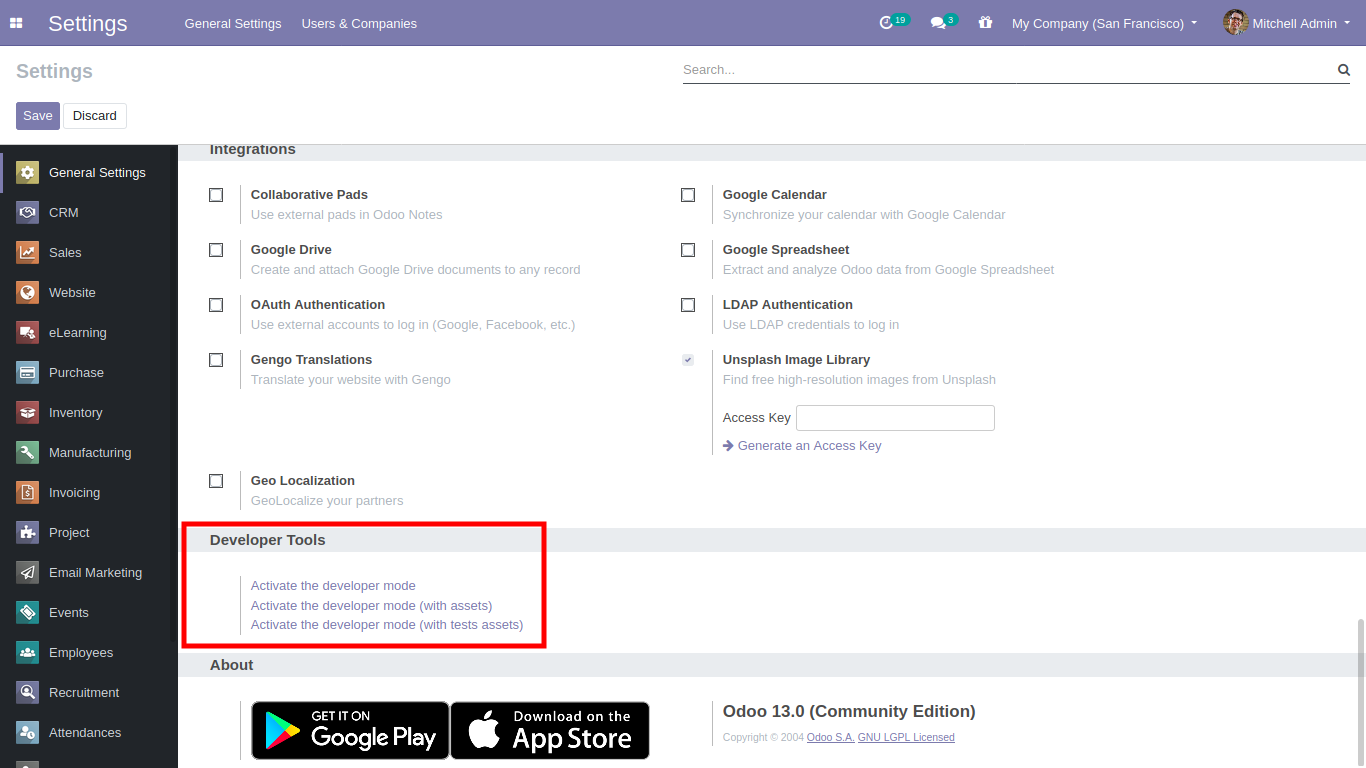 Settings
General Settings
Users & Companies
19
3
My Company (San Francisco)
Mitchell Admin
Settings
Search...
Save
Discard
General Settings
CRM
Sales
Website
eLearning
Purchase
Inventory
Manufacturing
Invoicing
Project
Email Marketing
Events
Employees
Recruitment
Attendances
Integrations
Collaborative Pads
Use external pads in Odoo Notes
Google Calendar
Synchronize your calendar with Google Calendar
Google Drive
Create and attach Google Drive documents to any record
Google Spreadsheet
Extract and analyze Odoo data from Google Spreadsheet
OAuth Authentication
Use external accounts to log in (Google, Facebook, etc.)
LDAP Authentication
Use LDAP credentials to log in
Gengo Translations
Translate your website with Gengo
Unsplash Image Library
Find free high-resolution images from Unsplash
Access Key
Generate an Access Key
Geo Localization
GeoLocalize your partners
Developer Tools
Activate the developer mode
Activate the developer mode (with assets)
Activate the developer mode (with tests assets)
About
GET IT ON
Google Play
Download on the
App Store
Odoo 13.0 (Community Edition)
Copyright © 2004 Odoo S.A. GNU LGPL Licensed